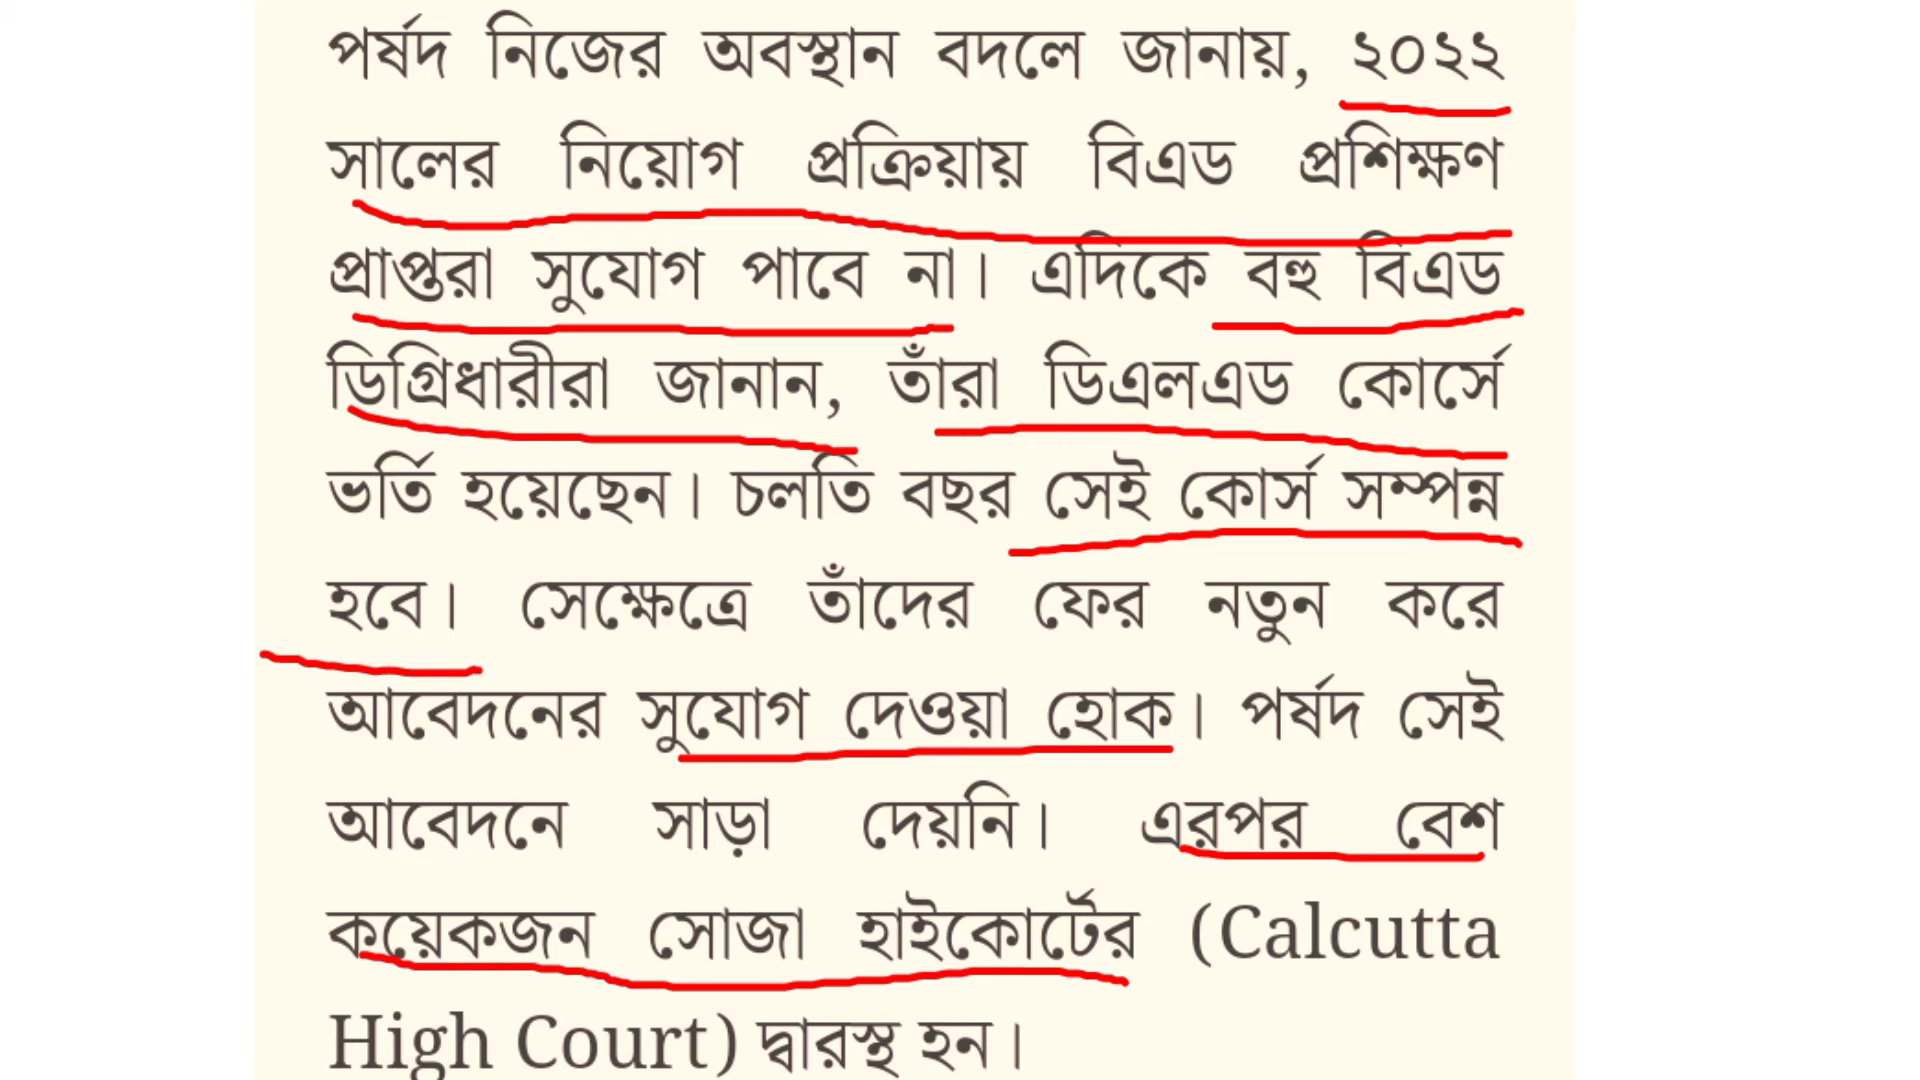 পর্ষদ নিজের অবস্থান বদলে জানায়, ২০২২
সালের নিয়োগ প্রক্রিয়ায় বিএড প্রশিক্ষণ
প্রাপ্তরা সুযোগ পাবে না। এদিকে বহু বিএড
ডিগ্রিধারীরা জানান, তাঁরা ডিএলএড কোর্সে
ভর্তি হয়েছেন। চলতি বছর সেই কোর্স সম্পন্ন
হবে। সেক্ষেত্রে তাঁদের ফের নতুন করে
আবেদনের সুযোগ দেওয়া হোক। পর্ষদ সেই
আবেদনে সাড়া দেয়নি। এরপর বেশ
কয়েকজন সোজা হাইকোর্টের (Calcutta
High Court) দ্বারস্থ হন।